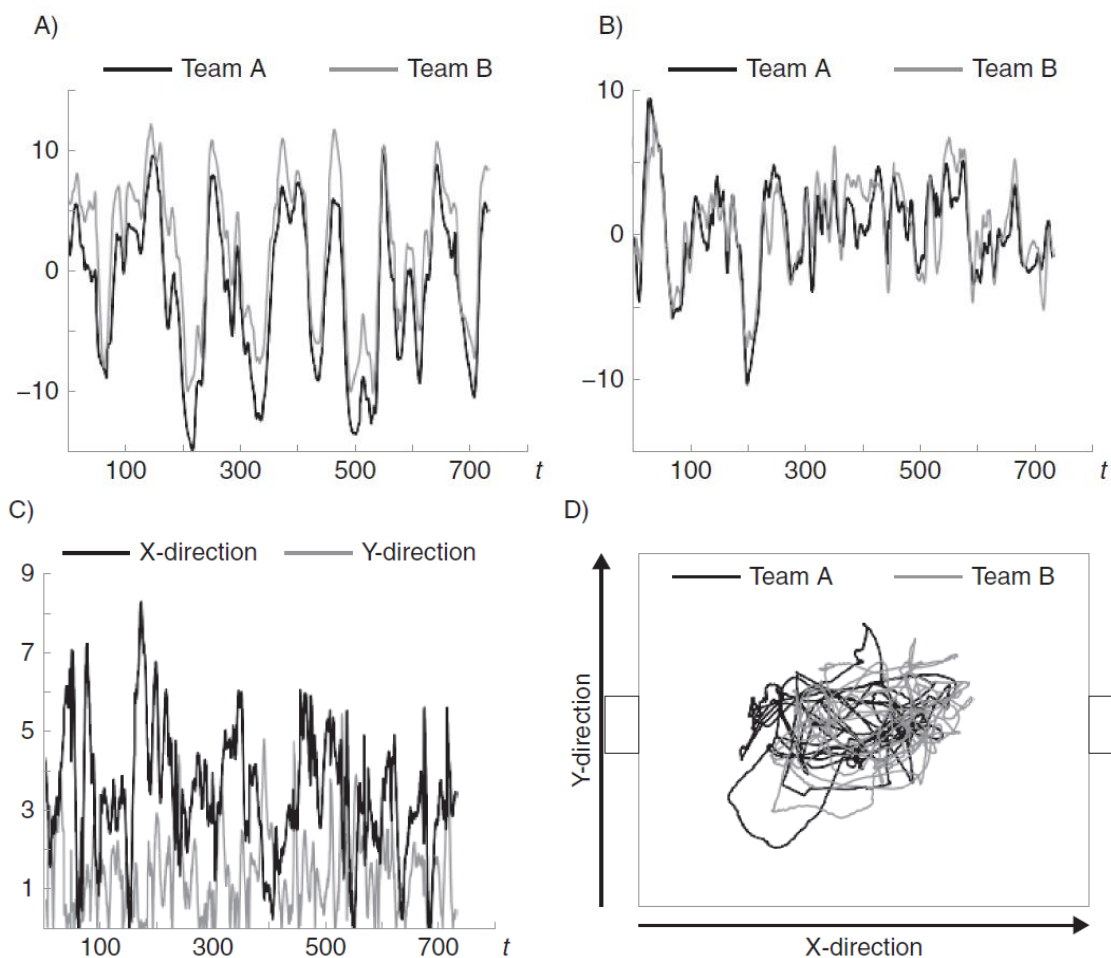 A)
Team A Team B
10
0
−10
100 300 500 700 t
B)
Team A Team B
10
0
−10
100 300 500 700 t
C)
X-direction Y-direction
9
7
5
3
1
100 300 500 700 t
D)
Team A Team B
Y-direction
X-direction